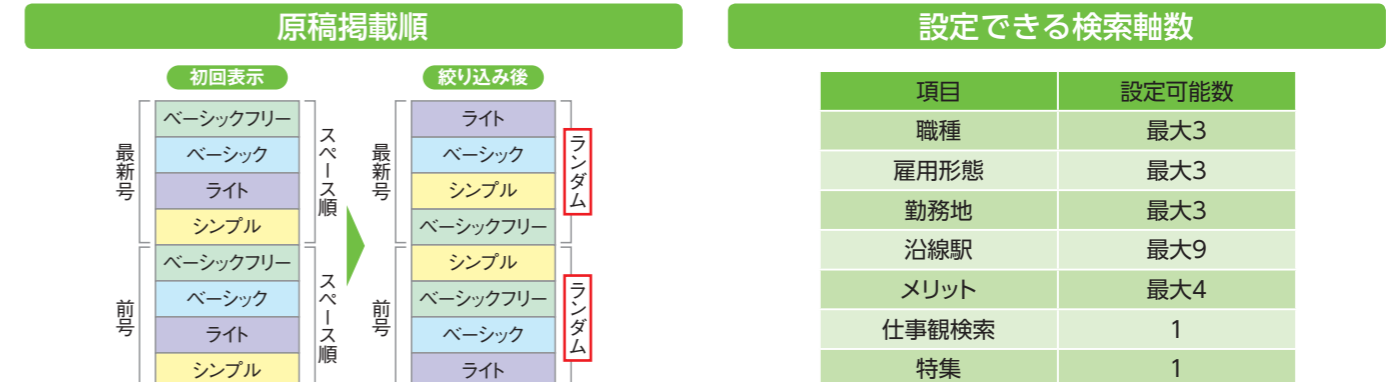 原稿掲載順
初回表示
最新号
ベーシックフリー
ベーシック
ライト
シンプル
スペース順
前号
ベーシックフリー
ベーシック
ライト
シンプル
スペース順
絞り込み後
最新号
ライト
ベーシック
シンプル
ベーシックフリー
ランダム
前号
シンプル
ベーシックフリー
ベーシック
ライト
ランダム
設定できる検索軸数
項目 設定可能数
職種 最大3
雇用形態 最大3
勤務地 最大3
沿線駅 最大9
メリット 最大4
仕事観検索 1
特集 1